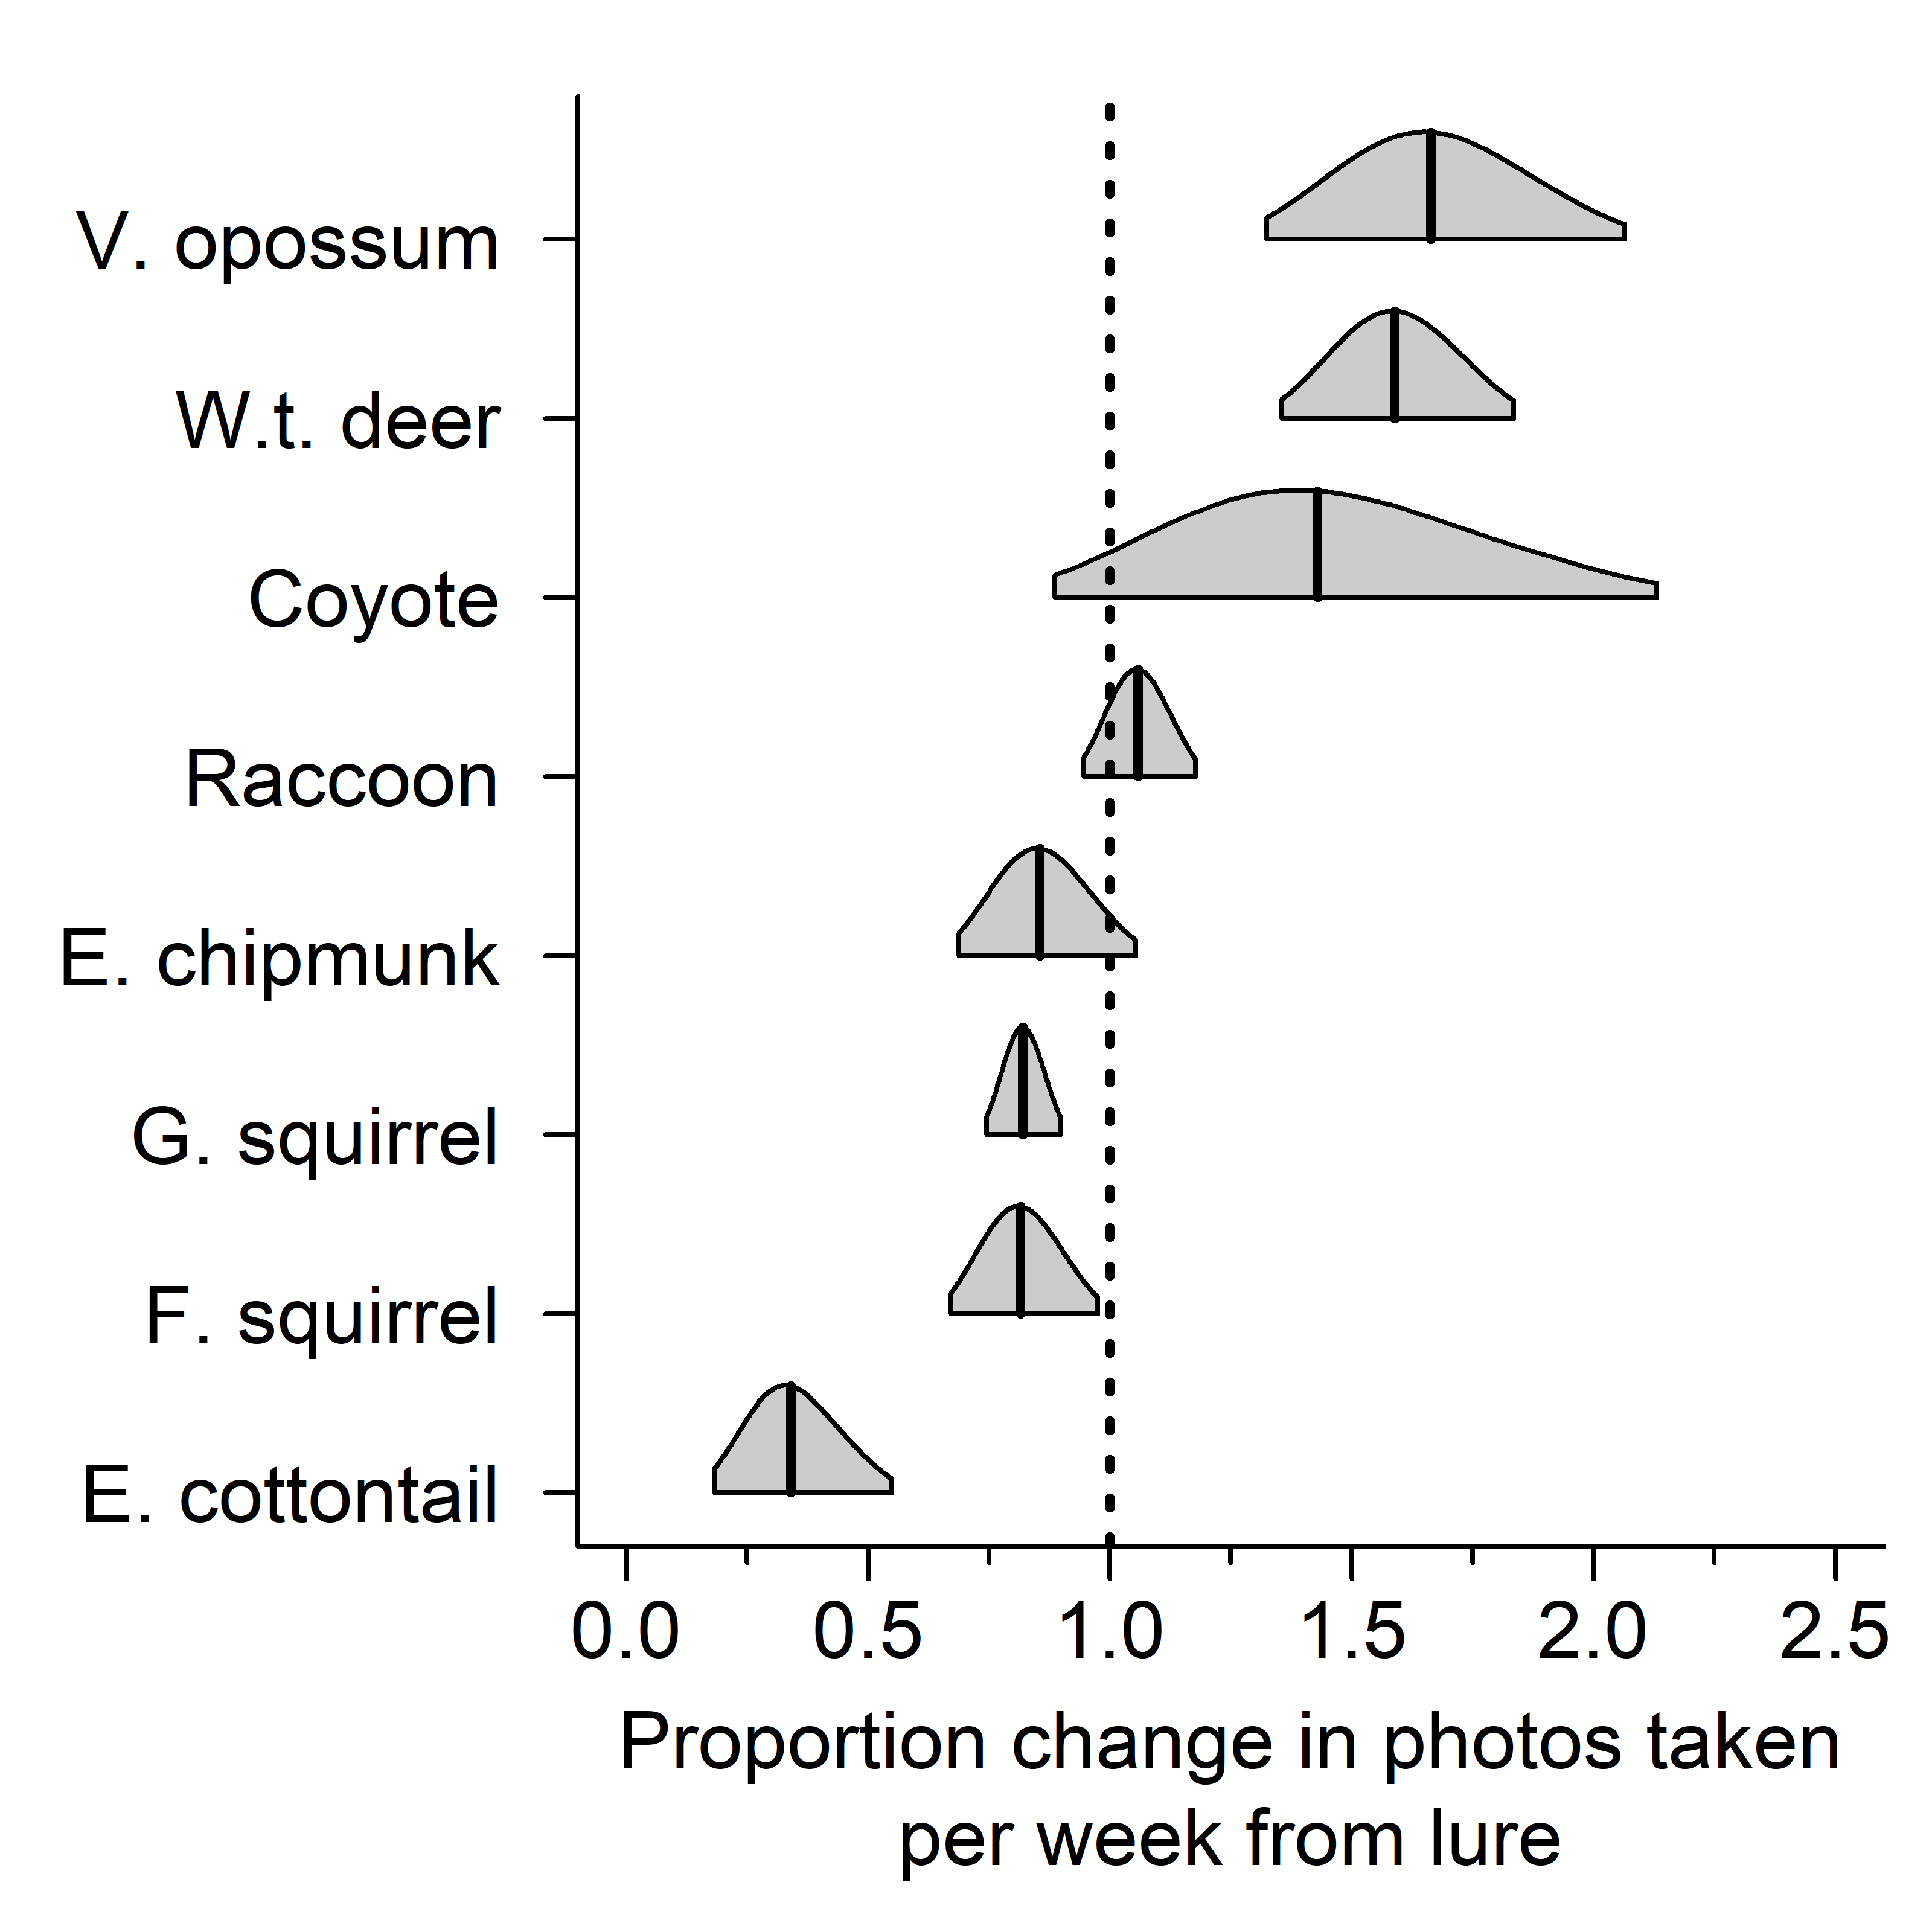 V. opossum
W.t. deer
Coyote
Raccoon
E. chipmunk
G. squirrel
F. squirrel
E. cottontail
0.0 0.5 1.0 1.5 2.0 2.5
Proportion change in photos taken
per week from lure